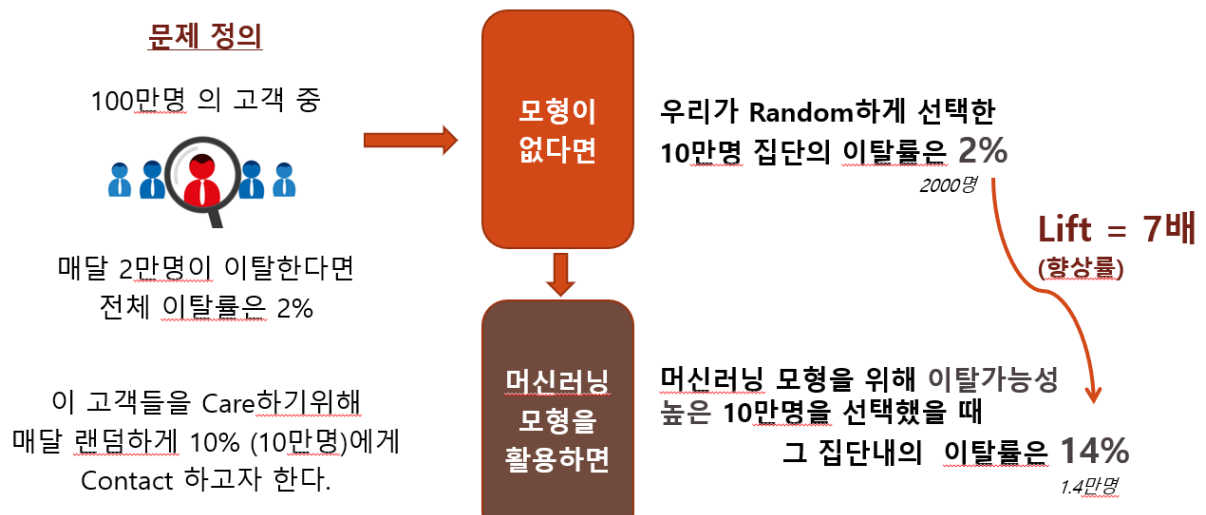 문제 정의
100만명 의 고객 중
매달 2만명이 이탈한다면
전체 이탈률은 2%
이 고객들을 Care하기위해
매달 랜덤하게 10% (10만명)에게
Contact 하고자 한다.
모형이
없다면
우리가 Random하게 선택한
10만명 집단의 이탈률은 2%
2000명
Lift = 7배
(향상률)
머신러닝
모형을
활용하면
머신러닝 모형을 위해 이탈가능성
높은 10만명을 선택했을 때
그 집단내의 이탈률은 14%
1.4만명